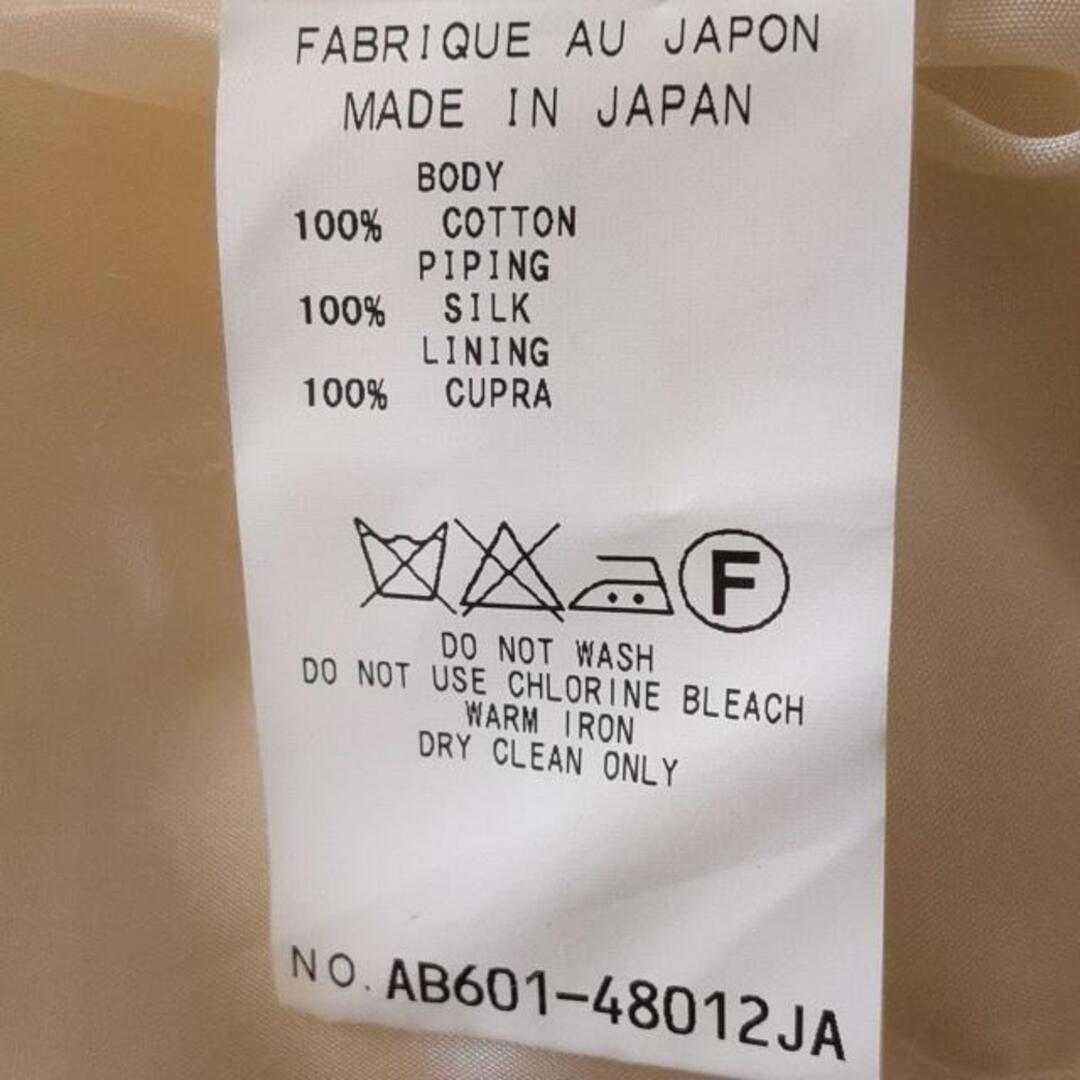 FABRIQUE AU JAPON
MADE IN JAPAN
BODY
100% COTTON
PIPING
100% SILK
LINING
100% CUPRA
F
DO NOT WASH
DO NOT USE CHLORINE BLEACH
WARM IRON
DRY CLEAN ONLY
NO. AB601-48012JA